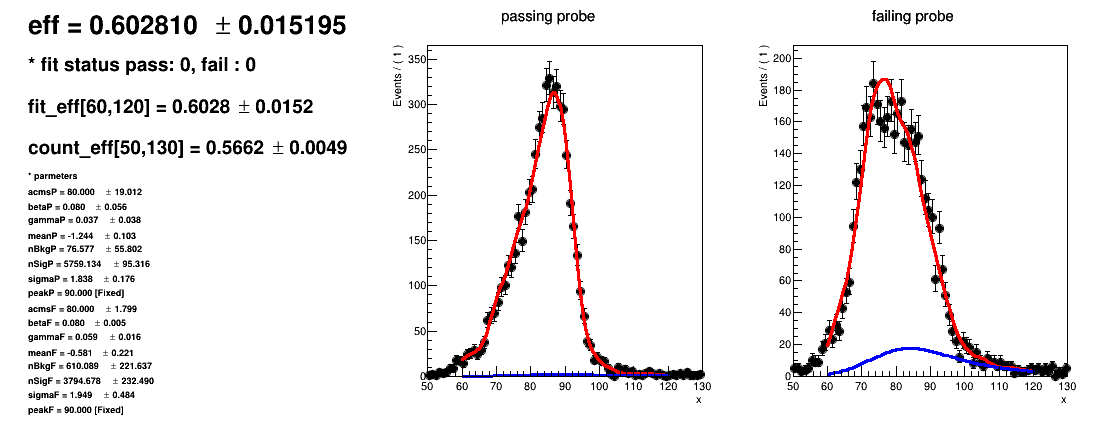 eff = 0.602810 ± 0.015195
* fit status pass: 0, fail : 0
fit_eff[60,120] = 0.6028 ± 0.0152
count_eff[50,130] = 0.5662 ± 0.0049
* parmeters
acmsP = 80.000 ± 19.012
betaP = 0.080 ± 0.056
gammaP = 0.037 ± 0.038
meanP = -1.244 ± 0.103
nBkgP = 76.577 ± 55.802
nSigP = 5759.134 ± 95.316
sigmaP = 1.838 ± 0.176
peakP = 90.000 [Fixed]
acmsF = 80.000 ± 1.799
betaF = 0.080 ± 0.005
gammaF = 0.059 ± 0.016
meanF = -0.581 ± 0.221
nBkgF = 610.089 ± 221.637
nSigF = 3794.678 ± 232.490
sigmaF = 1.949 ± 0.484
peakF = 90.000 [Fixed]
passing probe
Events / ( 1 )
350
300
250
200
150
100
50
0
50 60 70 80 90 100 110 120 130
x
failing probe
Events / ( 1 )
200
180
160
140
120
100
80
60
40
20
0
50 60 70 80 90 100 110 120 130
x